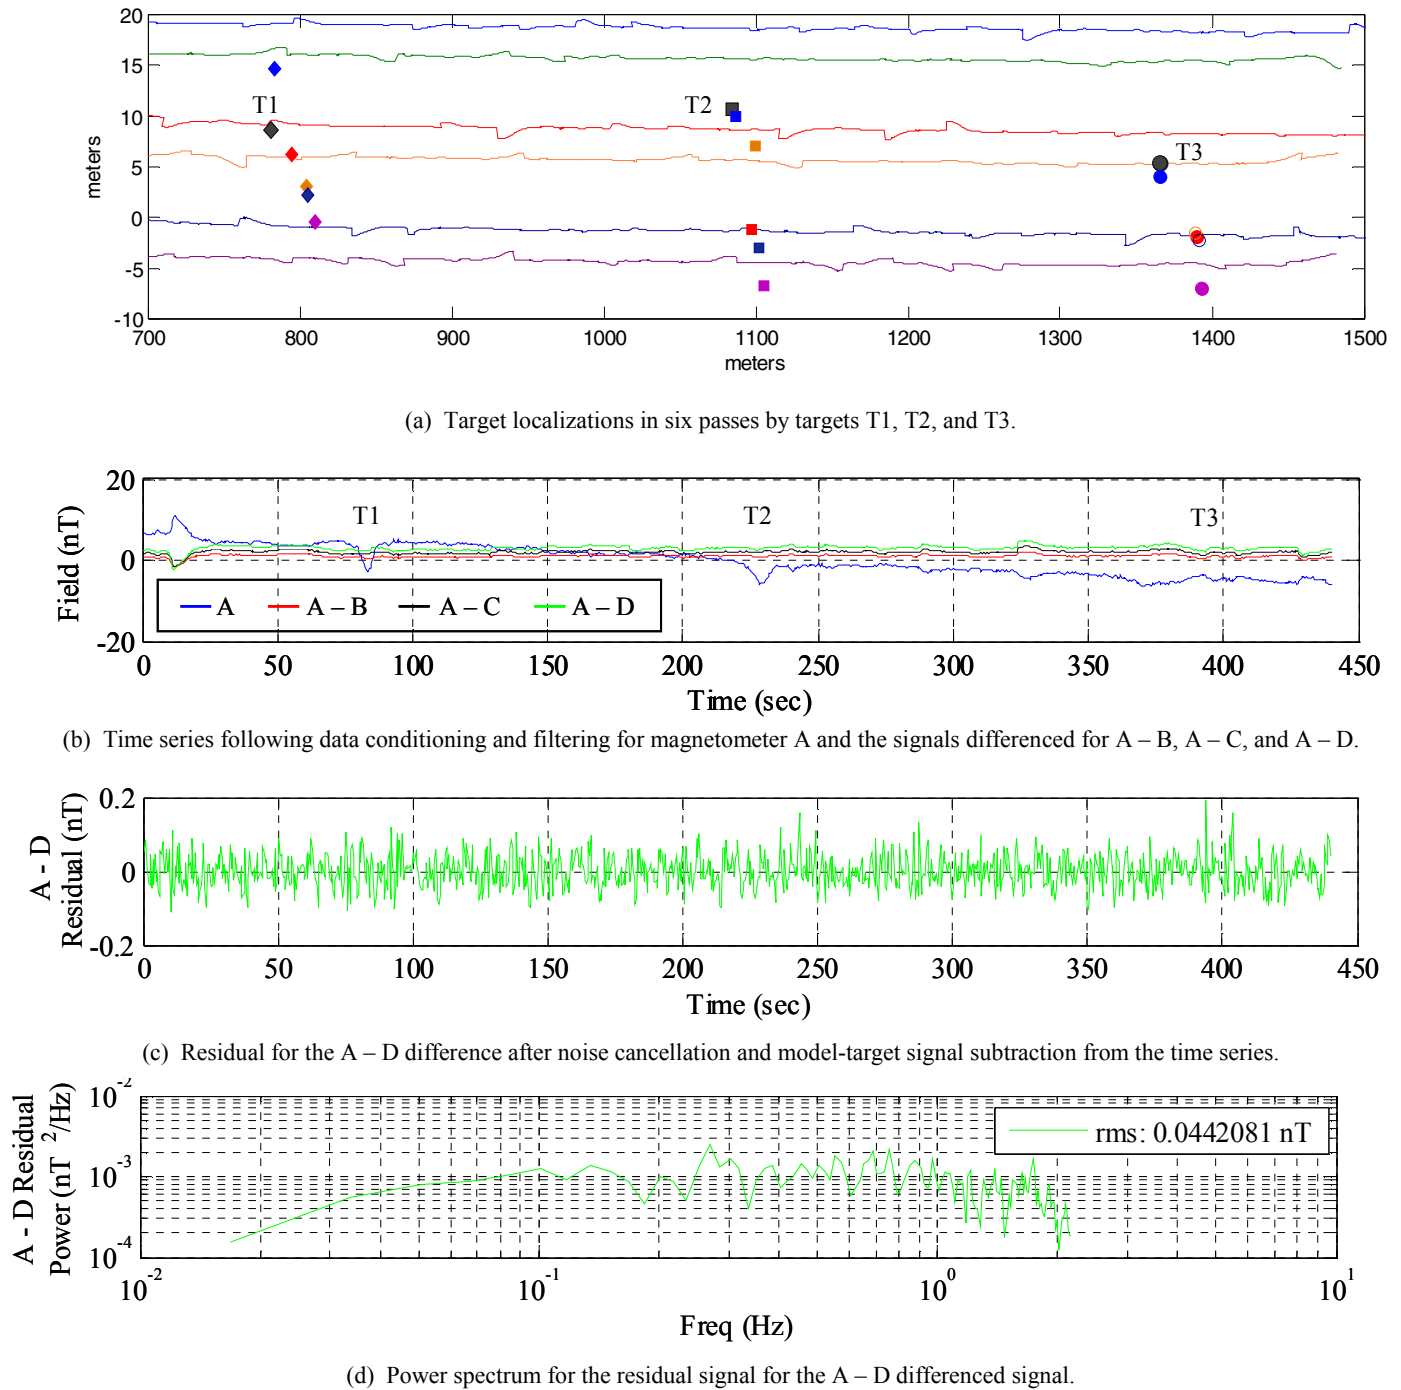 20
15
10
5
0
-5
-10
meters
T1
T2
T3
700 800 900 1000 1100 1200 1300 1400 1500
meters
(a) Target localizations in six passes by targets T1, T2, and T3.
20
0
-20
Field (nT)
T1
T2
T3
A A – B A – C A – D
0 50 100 150 200 250 300 350 400 450
Time (sec)
(b) Time series following data conditioning and filtering for magnetometer A and the signals differenced for A – B, A – C, and A – D.
0.2
0
-0.2
A - D
Residual (nT)
0 50 100 150 200 250 300 350 400 450
Time (sec)
(c) Residual for the A – D difference after noise cancellation and model-target signal subtraction from the time series.
10⁻²
10⁻³
10⁻⁴
A - D Residual
Power (nT ²/Hz)
rms: 0.0442081 nT
10⁻² 10⁻¹ 10⁰ 10¹
Freq (Hz)
(d) Power spectrum for the residual signal for the A – D differenced signal.